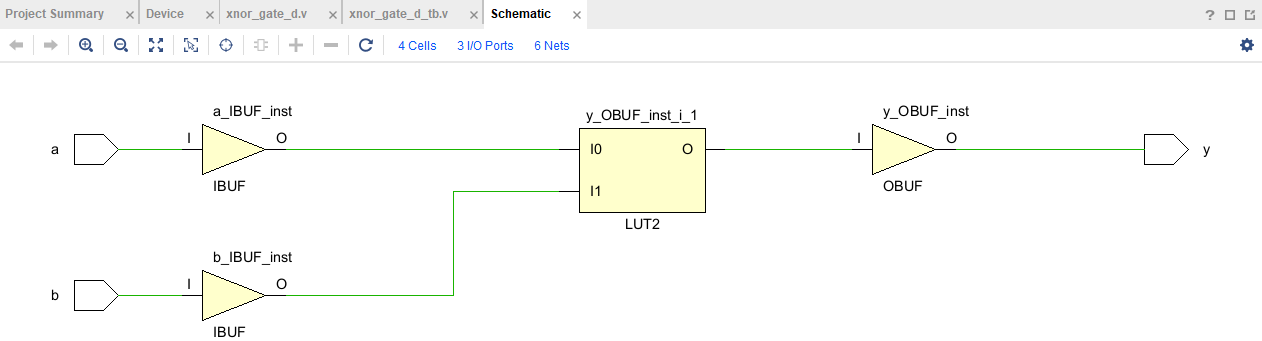 Project Summary
Device
xnor_gate_d.v
xnor_gate_d_tb.v
Schematic
?
4 Cells
3 I/O Ports
6 Nets
a_IBUF_inst
y_OBUF_inst_i_1
y_OBUF_inst
a
I
O
IBUF
I0
O
I1
LUT2
I
O
OBUF
y
b_IBUF_inst
b
I
O
IBUF